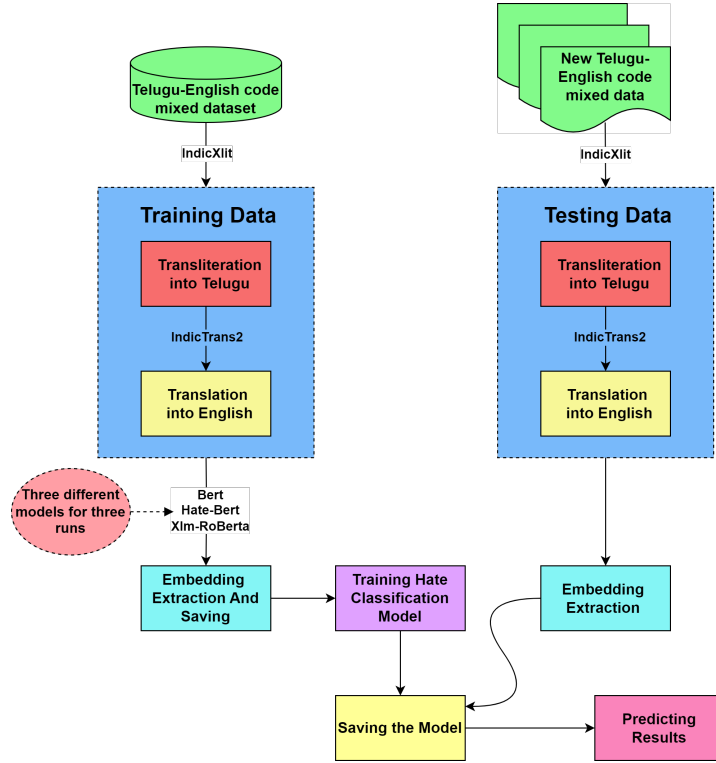 Telugu-English code
mixed dataset
IndicXlit
Training Data
Transliteration
into Telugu
IndicTrans2
Translation
into English
Three different
models for three
runs
Bert
Hate-Bert
Xlm-RoBerta
Embedding
Extraction And
Saving
Training Hate
Classification
Model
New Telugu-
English code
mixed data
IndicXlit
Testing Data
Transliteration
into Telugu
IndicTrans2
Translation
into English
Embedding
Extraction
Saving the Model
Predicting
Results